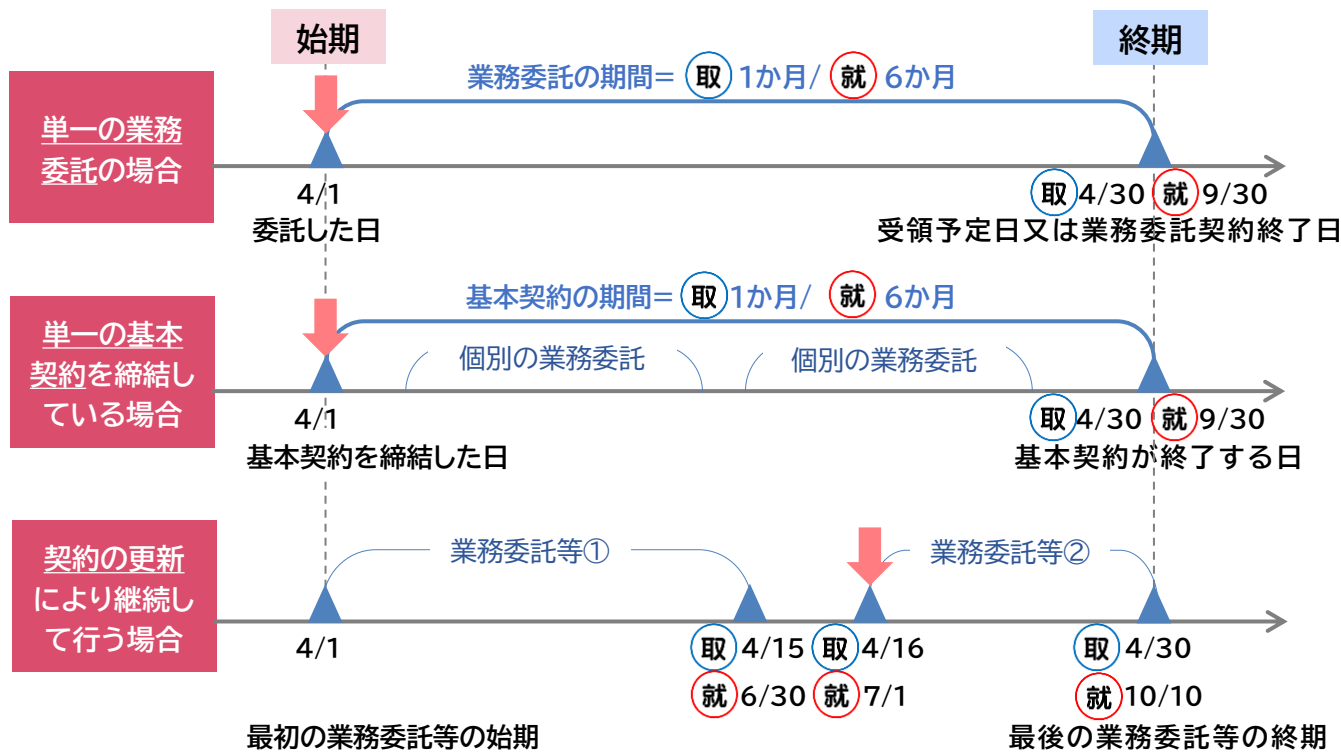 始期
終期
単一の業務
委託の場合
業務委託の期間= 取 1か月/ 就 6か月
4/1
委託した日
取 4/30 就 9/30
受領予定日又は業務委託契約終了日
単一の基本
契約を締結し
ている場合
基本契約の期間= 取 1か月/ 就 6か月
個別の業務委託
個別の業務委託
4/1
基本契約を締結した日
取 4/30 就 9/30
基本契約が終了する日
契約の更新
により継続し
て行う場合
業務委託等①
業務委託等②
4/1
取 4/15 取 4/16
取 4/30
就 6/30 就 7/1
就 10/10
最初の業務委託等の始期
最後の業務委託等の終期